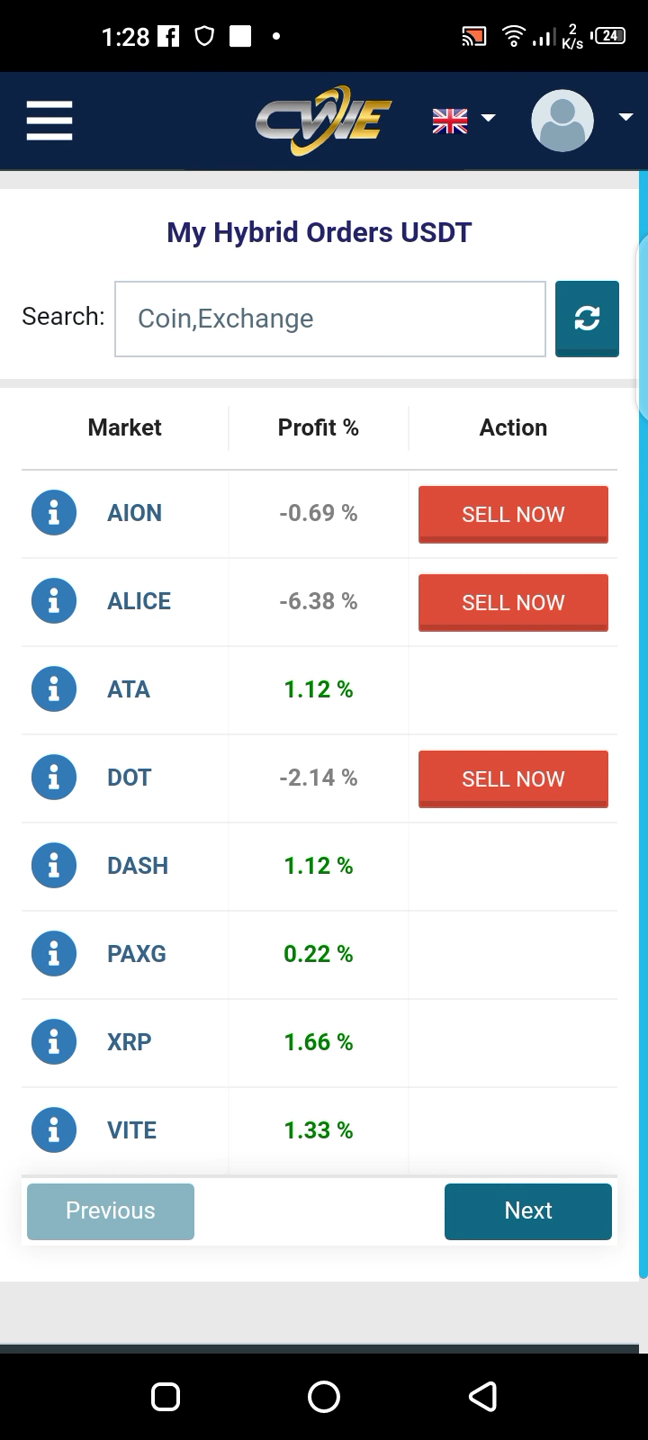 1:28
2
K/s
24
CWE
My Hybrid Orders USDT
Search: Coin,Exchange
Market Profit % Action
AION -0.69 % SELL NOW
ALICE -6.38 % SELL NOW
ATA 1.12 %
DOT -2.14 % SELL NOW
DASH 1.12 %
PAXG 0.22 %
XRP 1.66 %
VITE 1.33 %
Previous Next